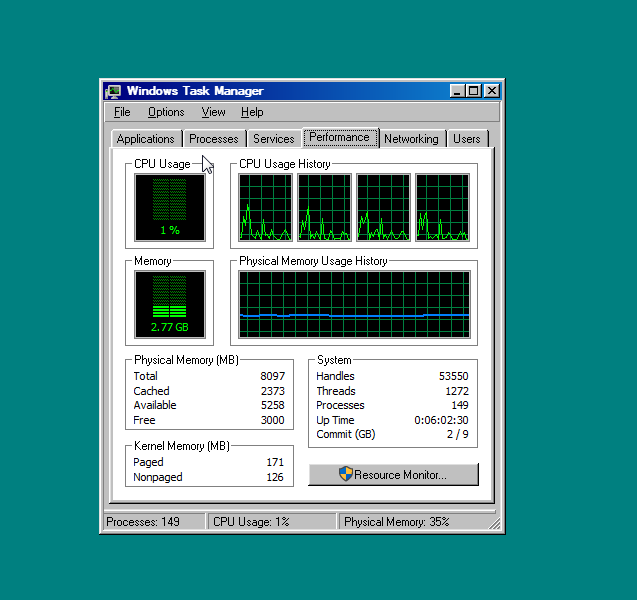 Windows Task Manager
File Options View Help
Applications Processes Services Performance Networking Users
CPU Usage CPU Usage History
1 %
Memory Physical Memory Usage History
2.77 GB
Physical Memory (MB)
Total 8097
Cached 2373
Available 5258
Free 3000
System
Handles 53550
Threads 1272
Processes 149
Up Time 0:06:02:30
Commit (GB) 2 / 9
Kernel Memory (MB)
Paged 171
Nonpaged 126
Resource Monitor...
Processes: 149 CPU Usage: 1% Physical Memory: 35%